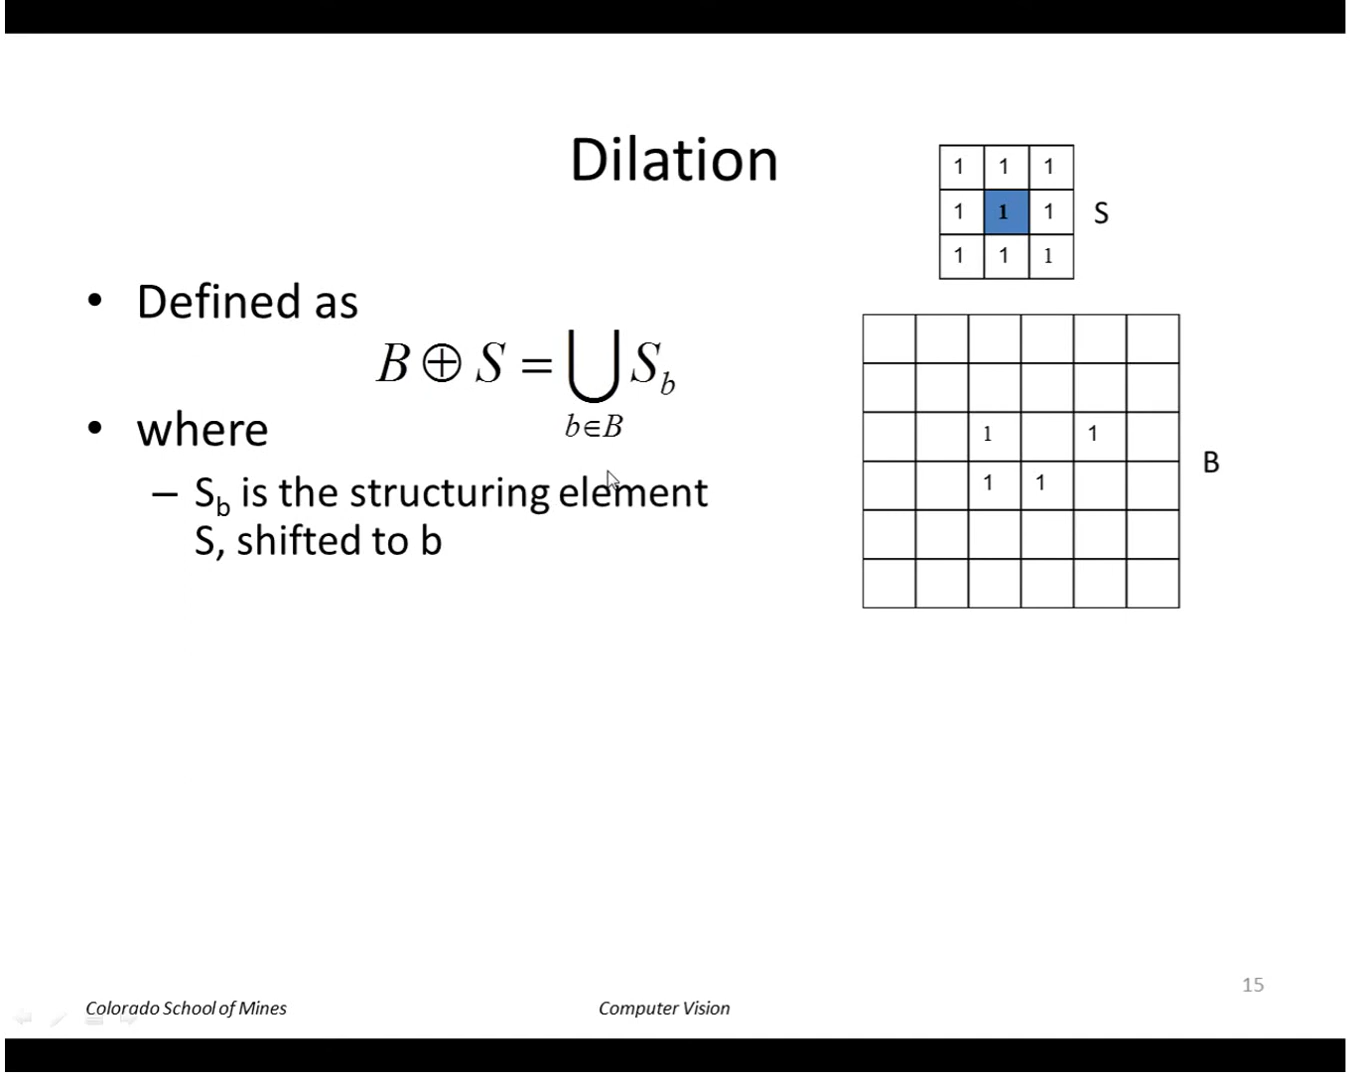 Dilation
1 1 1
1 1 1 S
1 1 1
• Defined as
B ⊕ S = ⋃ S_b
b∈B
• where
– S_b is the structuring element
S, shifted to b
1 1
B
1 1
15
Colorado School of Mines
Computer Vision